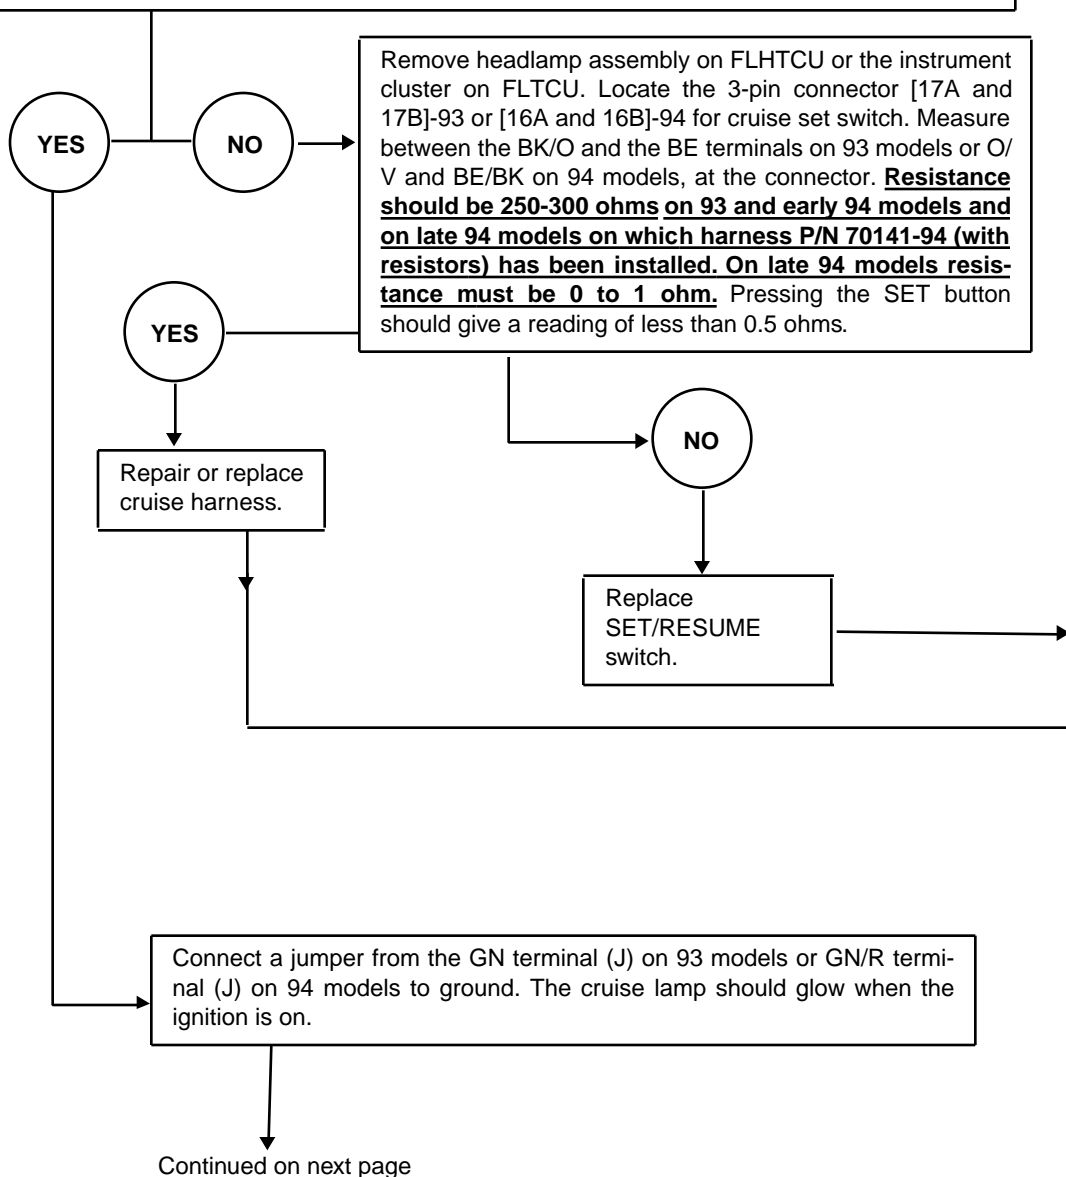 Remove headlamp assembly on FLHTCU or the instrument
cluster on FLTCU. Locate the 3-pin connector [17A and
17B]-93 or [16A and 16B]-94 for cruise set switch. Measure
between the BK/O and the BE terminals on 93 models or O/
V and BE/BK on 94 models, at the connector. Resistance
should be 250-300 ohms on 93 and early 94 models and
on late 94 models on which harness P/N 70141-94 (with
resistors) has been installed. On late 94 models resis-
tance must be 0 to 1 ohm. Pressing the SET button
should give a reading of less than 0.5 ohms.
YES
NO
YES
NO
Repair or replace
cruise harness.
Replace
SET/RESUME
switch.
Connect a jumper from the GN terminal (J) on 93 models or GN/R termi-
nal (J) on 94 models to ground. The cruise lamp should glow when the
ignition is on.
Continued on next page